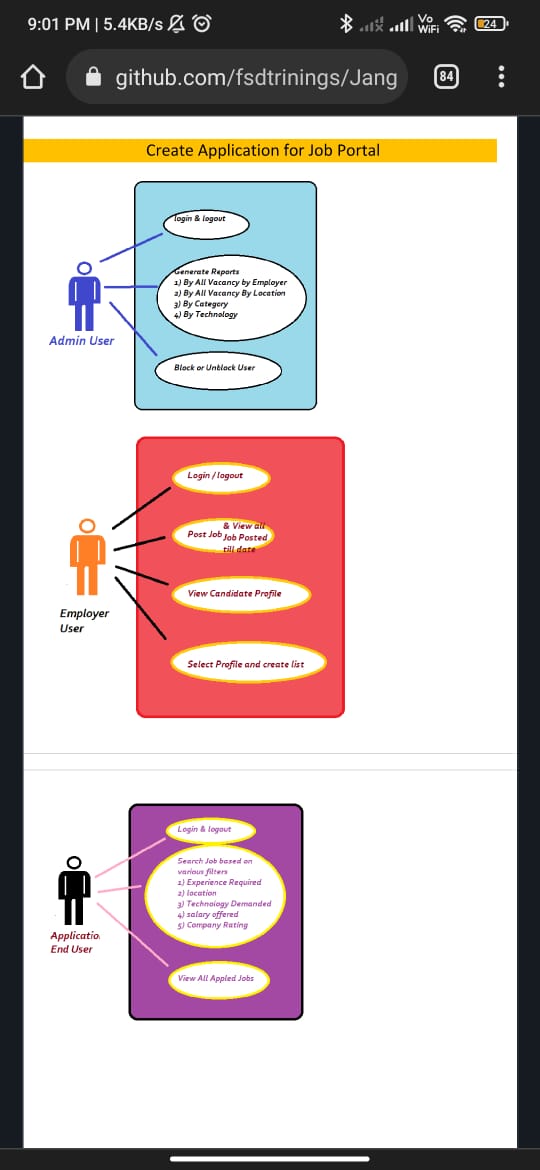 9:01 PM | 5.4KB/s
Vo
WiFi
24
github.com/fsdtrinings/Jang
84
Create Application for Job Portal
login & logout
Generate Reports
1) By All Vacancy by Employer
2) By All Vacancy By Location
3) By Category
4) By Technology
Admin User
Block or Unblock User
Login / logout
& View all
Post Job Job Posted
till date
View Candidate Profile
Employer
User
Select Profile and create list
Login & logout
Search Job based on
various filters
1) Experience Required
2) location
3) Technology Demanded
4) salary offered
5) Company Rating
Applicatio
End User
View All Appled Jobs